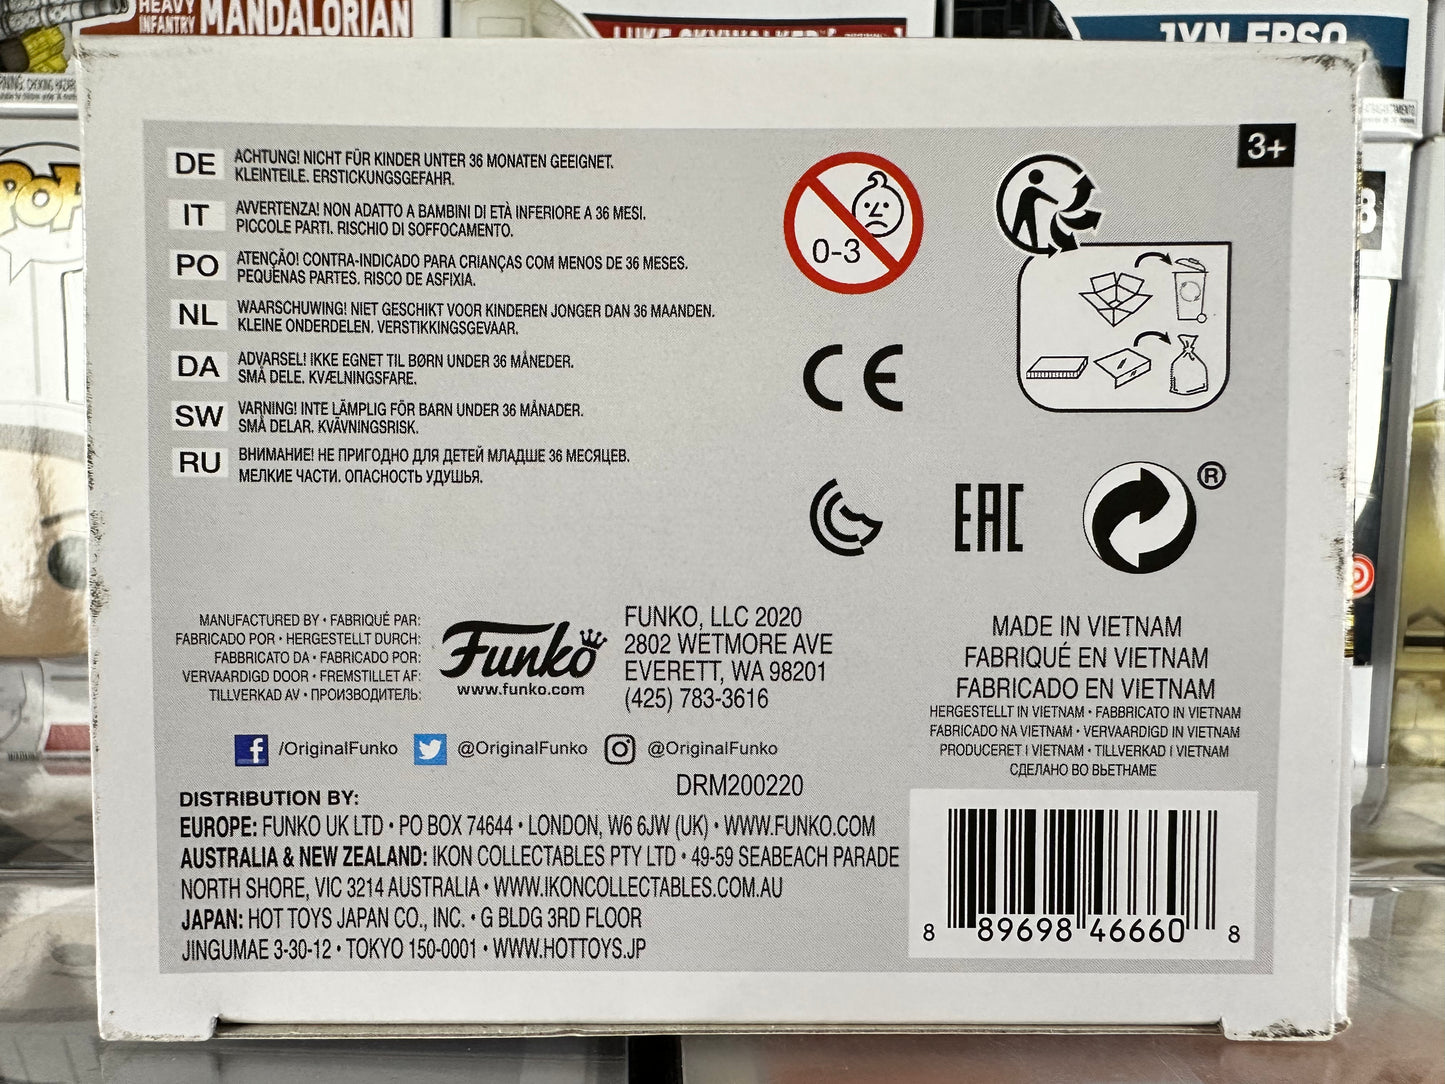 HEAVY
INFANTRY MANDALORIAN
LUKE SKYWALKER
JYN ERSO
POP
3+
DE ACHTUNG! NICHT FÜR KINDER UNTER 36 MONATEN GEEIGNET.
KLEINTEILE. ERSTICKUNGSGEFAHR.
IT AVVERTENZA! NON ADATTO A BAMBINI DI ETÀ INFERIORE A 36 MESI.
PICCOLE PARTI. RISCHIO DI SOFFOCAMENTO.
PO ATENÇÃO! CONTRA-INDICADO PARA CRIANÇAS COM MENOS DE 36 MESES.
PEQUENAS PARTES. RISCO DE ASFIXIA.
NL WAARSCHUWING! NIET GESCHIKT VOOR KINDEREN JONGER DAN 36 MAANDEN.
KLEINE ONDERDELEN. VERSTIKKINGSGEVAAR.
DA ADVARSEL! IKKE EGNET TIL BØRN UNDER 36 MÅNEDER.
SMÅ DELE. KVÆLNINGSFARE.
SW VARNING! INTE LÄMPLIG FÖR BARN UNDER 36 MÅNADER.
SMÅ DELAR. KVÄVNINGSRISK.
RU ВНИМАНИЕ! НЕ ПРИГОДНО ДЛЯ ДЕТЕЙ МЛАДШЕ 36 МЕСЯЦЕВ.
МЕЛКИЕ ЧАСТИ. ОПАСНОСТЬ УДУШЬЯ.
0-3
CE
EAC
®
MANUFACTURED BY • FABRIQUÉ PAR:
FABRICADO POR • HERGESTELLT DURCH:
FABBRICATO DA • FABRICADO POR:
VERVAARDIGD DOOR • FREMSTILLET AF:
TILLVERKAD AV • ПРОИЗВОДИТЕЛЬ:
Funko
www.funko.com
FUNKO, LLC 2020
2802 WETMORE AVE
EVERETT, WA 98201
(425) 783-3616
MADE IN VIETNAM
FABRIQUÉ EN VIETNAM
FABRICADO EN VIETNAM
HERGESTELLT IN VIETNAM • FABBRICATO IN VIETNAM
FABRICADO NA VIETNAM • VERVAARDIGD IN VIETNAM
PRODUCERET I VIETNAM • TILLVERKAD I VIETNAM
СДЕЛАНО ВО ВЬЕТНАМЕ
f /OriginalFunko @OriginalFunko @OriginalFunko
DRM200220
DISTRIBUTION BY:
EUROPE: FUNKO UK LTD • PO BOX 74644 • LONDON, W6 6JW (UK) • WWW.FUNKO.COM
AUSTRALIA & NEW ZEALAND: IKON COLLECTABLES PTY LTD • 49-59 SEABEACH PARADE
NORTH SHORE, VIC 3214 AUSTRALIA • WWW.IKONCOLLECTABLES.COM.AU
JAPAN: HOT TOYS JAPAN CO., INC. • G BLDG 3RD FLOOR
JINGUMAE 3-30-12 • TOKYO 150-0001 • WWW.HOTTOYS.JP
8 89698 46660 8